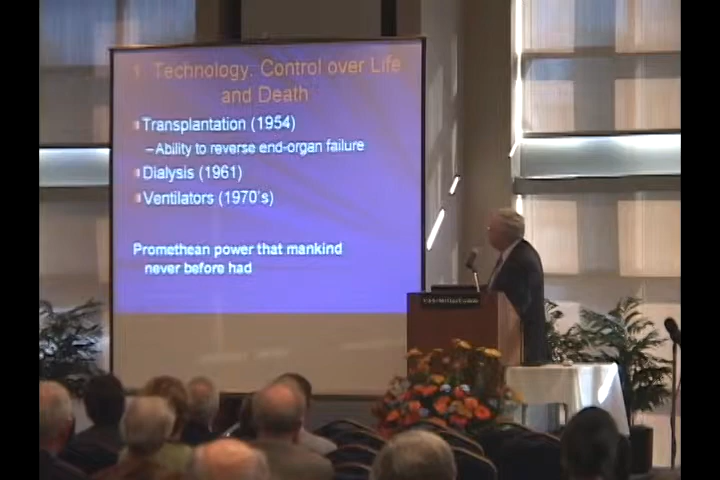 1 Technology: Control over Life
and Death
Transplantation (1954)
–Ability to reverse end-organ failure
Dialysis (1961)
Ventilators (1970's)
Promethean power that mankind
never before had